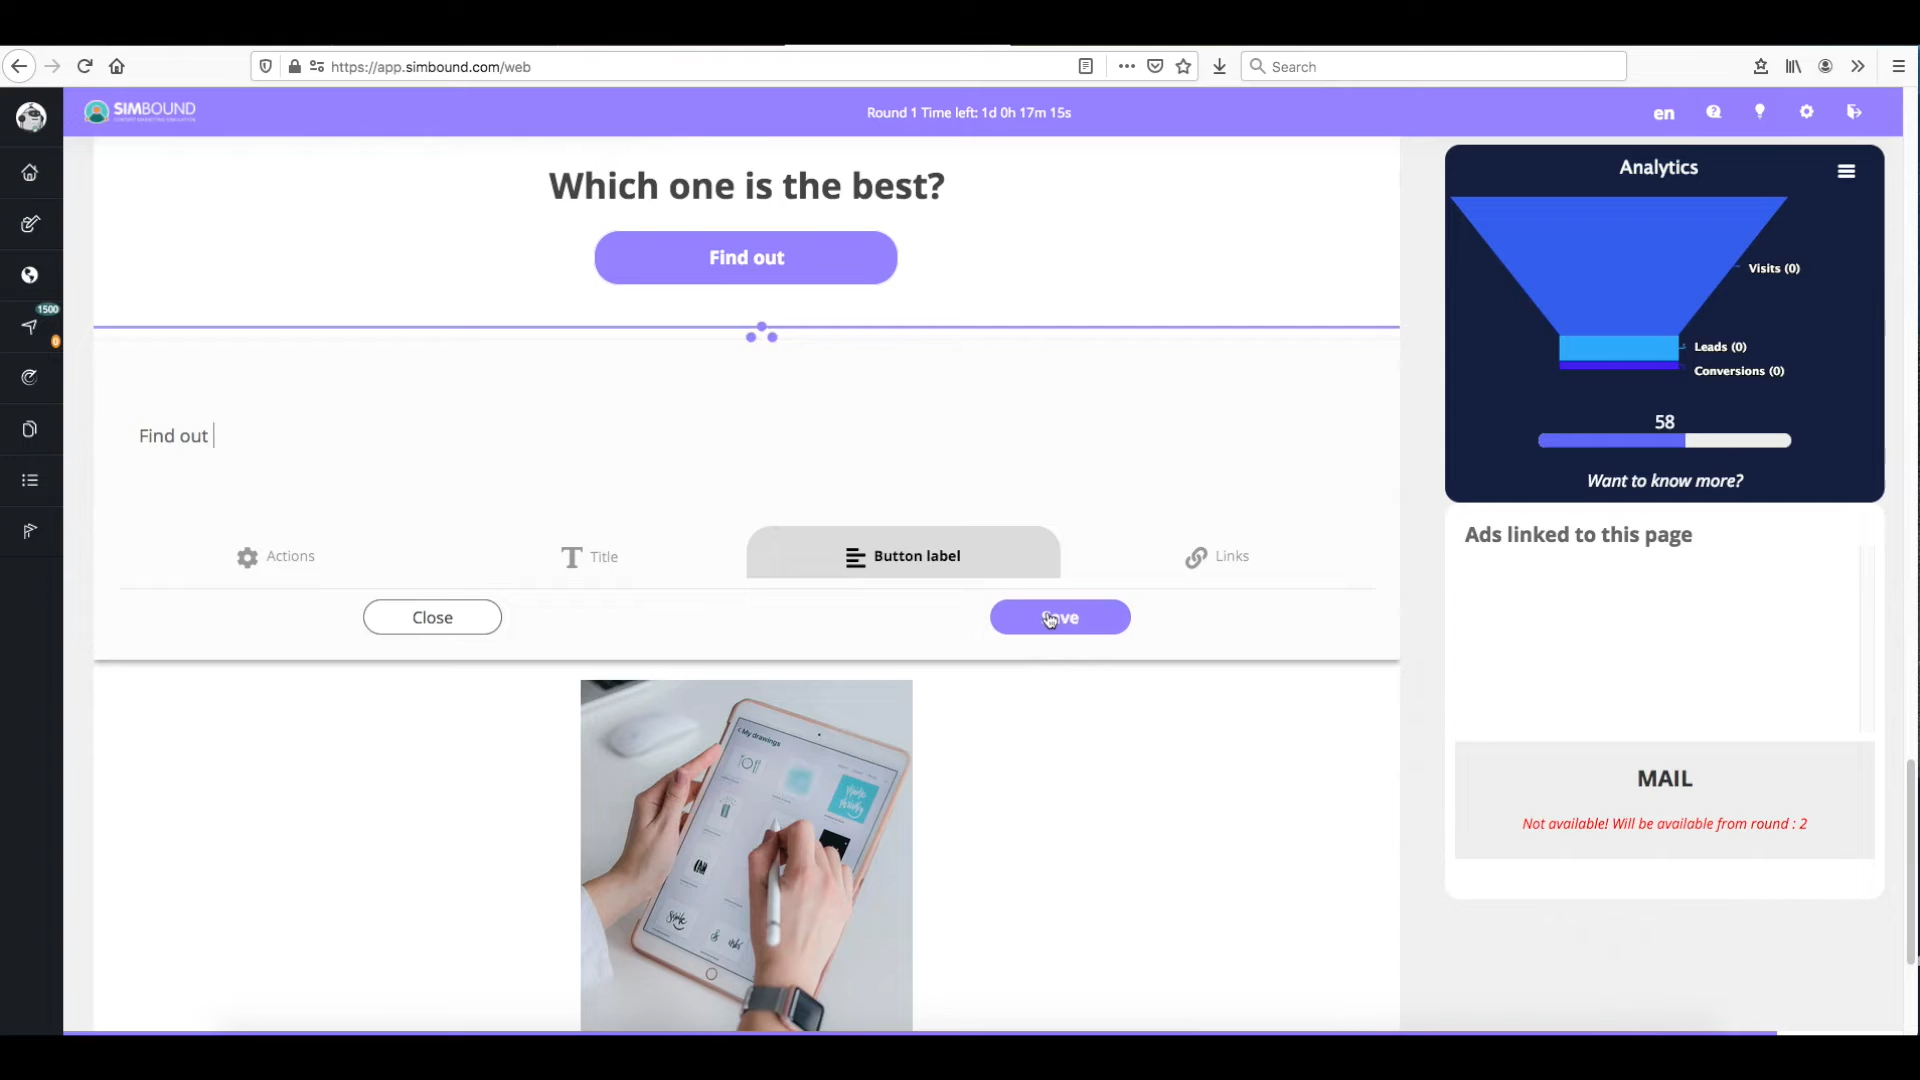 https://app.simbound.com/web
Search
SIMBOUND
Round 1 Time left: 1d 0h 17m 15s
en
1500
0
Which one is the best?
Find out
Find out
Actions
Title
Button label
Links
Close
Save
Analytics
Visits (0)
Leads (0)
Conversions (0)
58
Want to know more?
Ads linked to this page
MAIL
Not available! Will be available from round : 2
My drawings